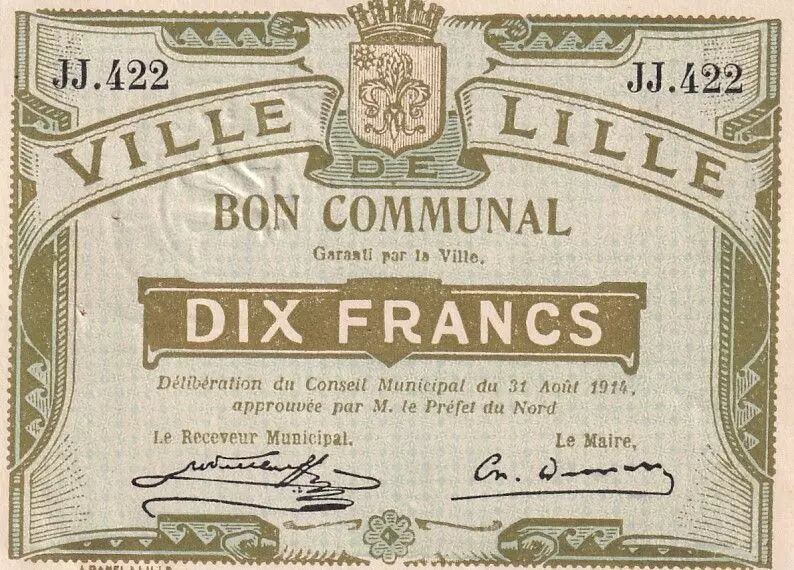 JJ.422
JJ.422
VILLE DE LILLE
BON COMMUNAL
Garanti par la Ville.
DIX FRANCS
Délibération du Conseil Municipal du 31 Août 1914,
approuvée par M. le Préfet du Nord
Le Receveur Municipal,
Le Maire,